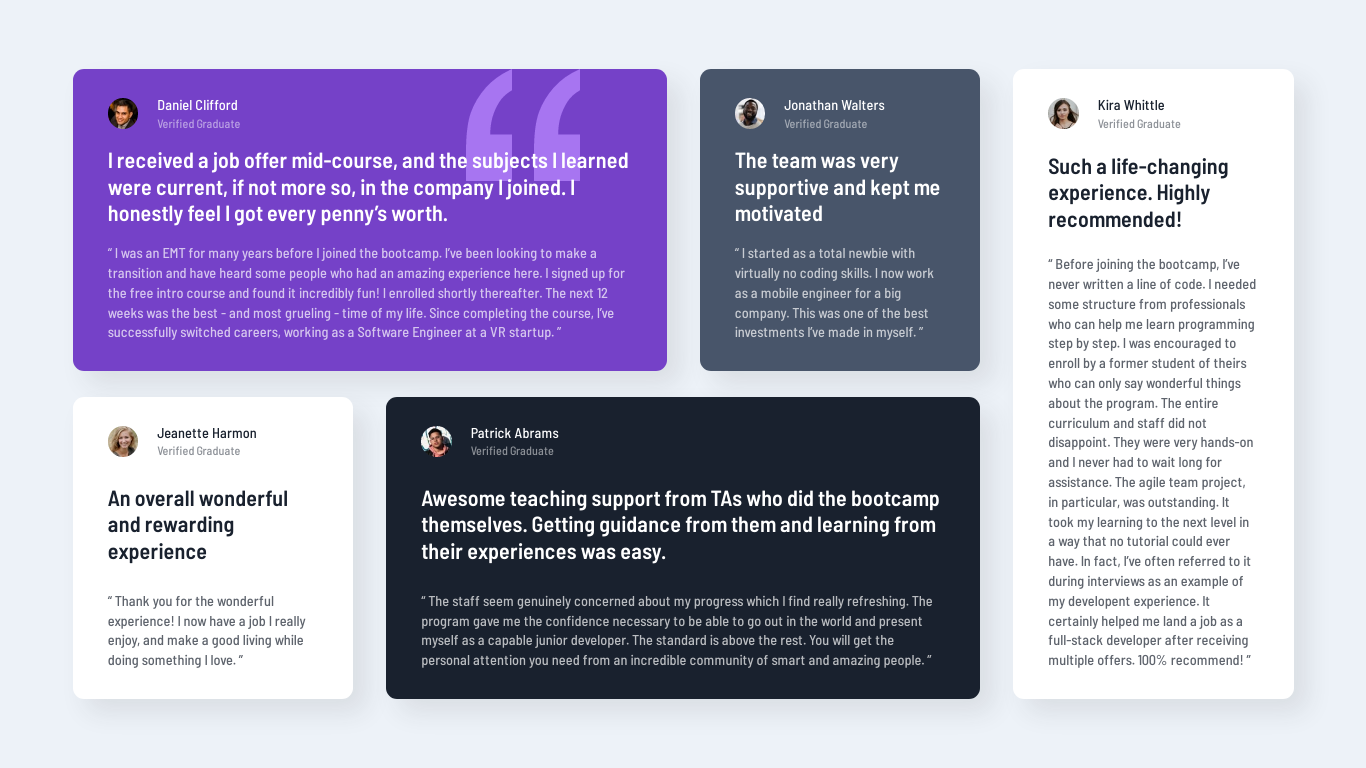 Daniel Clifford
Verified Graduate
I received a job offer mid-course, and the subjects I learned
were current, if not more so, in the company I joined. I
honestly feel I got every penny’s worth.
“ I was an EMT for many years before I joined the bootcamp. I’ve been looking to make a
transition and have heard some people who had an amazing experience here. I signed up for
the free intro course and found it incredibly fun! I enrolled shortly thereafter. The next 12
weeks was the best - and most grueling - time of my life. Since completing the course, I’ve
successfully switched careers, working as a Software Engineer at a VR startup. ”
Jonathan Walters
Verified Graduate
The team was very
supportive and kept me
motivated
“ I started as a total newbie with
virtually no coding skills. I now work
as a mobile engineer for a big
company. This was one of the best
investments I’ve made in myself. ”
Kira Whittle
Verified Graduate
Such a life-changing
experience. Highly
recommended!
“ Before joining the bootcamp, I’ve
never written a line of code. I needed
some structure from professionals
who can help me learn programming
step by step. I was encouraged to
enroll by a former student of theirs
who can only say wonderful things
about the program. The entire
curriculum and staff did not
disappoint. They were very hands-on
and I never had to wait long for
assistance. The agile team project,
in particular, was outstanding. It
took my learning to the next level in
a way that no tutorial could ever
have. In fact, I’ve often referred to it
during interviews as an example of
my developent experience. It
certainly helped me land a job as a
full-stack developer after receiving
multiple offers. 100% recommend! ”
Jeanette Harmon
Verified Graduate
An overall wonderful
and rewarding
experience
“ Thank you for the wonderful
experience! I now have a job I really
enjoy, and make a good living while
doing something I love. ”
Patrick Abrams
Verified Graduate
Awesome teaching support from TAs who did the bootcamp
themselves. Getting guidance from them and learning from
their experiences was easy.
“ The staff seem genuinely concerned about my progress which I find really refreshing. The
program gave me the confidence necessary to be able to go out in the world and present
myself as a capable junior developer. The standard is above the rest. You will get the
personal attention you need from an incredible community of smart and amazing people. ”